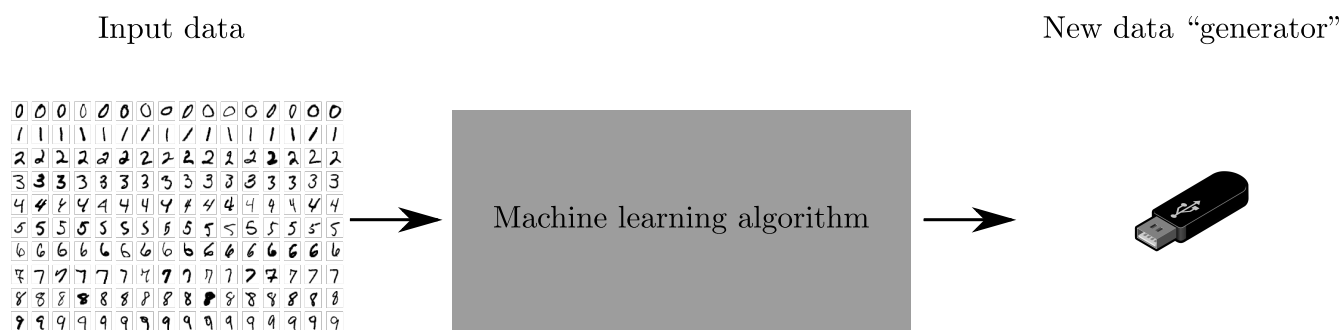 Input data
New data “generator”
0 0 0 0 0 0 0 0 0 0 0 0 0 0 0 0
1 1 1 1 1 1 1 1 1 1 1 1 1 1 1 1
2 2 2 2 2 2 2 2 2 2 2 2 2 2 2 2
3 3 3 3 3 3 3 3 3 3 3 3 3 3 3 3
4 4 4 4 4 4 4 4 4 4 4 4 4 4 4 4
5 5 5 5 5 5 5 5 5 5 5 5 5 5 5 5
6 6 6 6 6 6 6 6 6 6 6 6 6 6 6 6
7 7 7 7 7 7 7 7 7 7 7 7 7 7 7 7
8 8 8 8 8 8 8 8 8 8 8 8 8 8 8 8
9 9 9 9 9 9 9 9 9 9 9 9 9 9 9 9
Machine learning algorithm